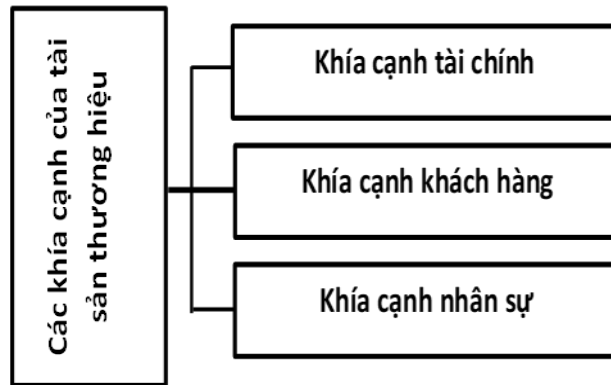 Các khía cạnh của tài
sản thương hiệu
Khía cạnh tài chính
Khía cạnh khách hàng
Khía cạnh nhân sự